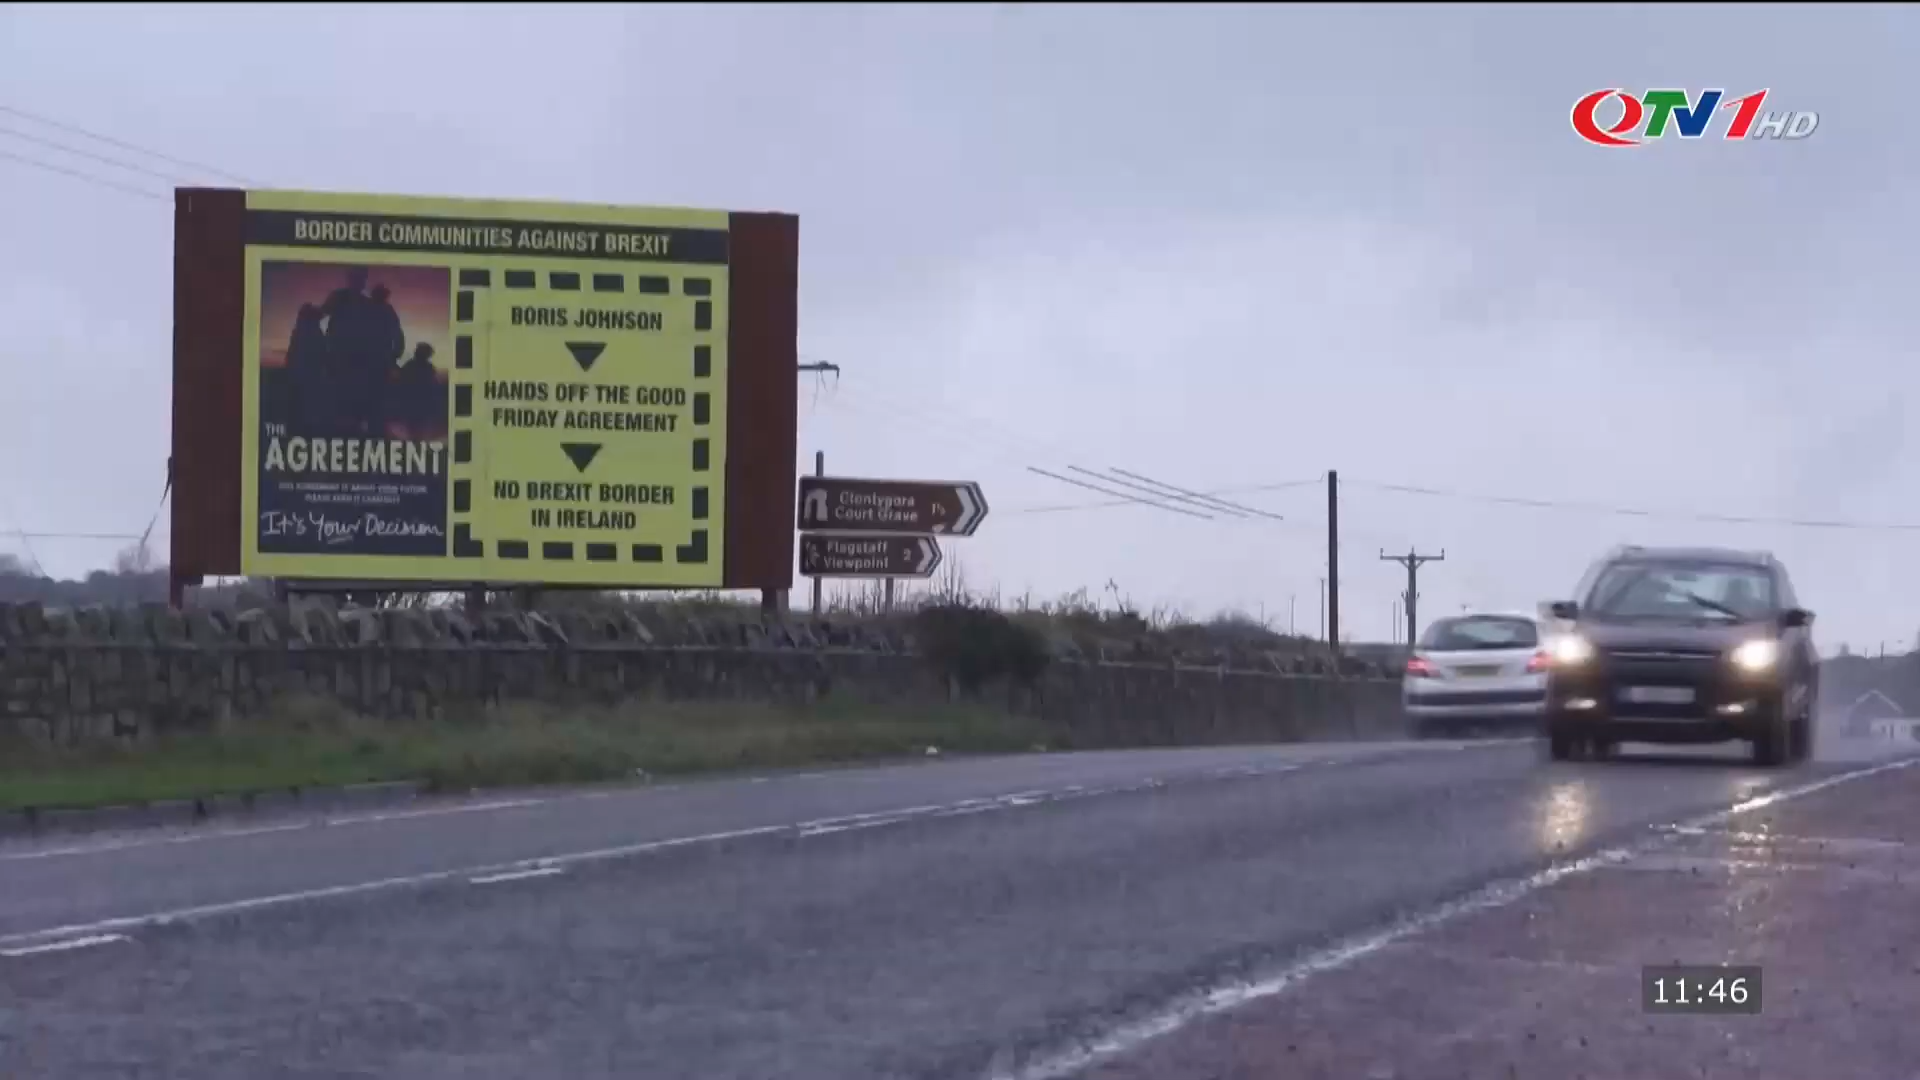 QTV1HD
BORDER COMMUNITIES AGAINST BREXIT
BORIS JOHNSON
HANDS OFF THE GOOD
FRIDAY AGREEMENT
NO BREXIT BORDER
IN IRELAND
THE
AGREEMENT
It's Your Decision
Clontygora
Court Grave
Flagstaff
Viewpoint 2
11:46